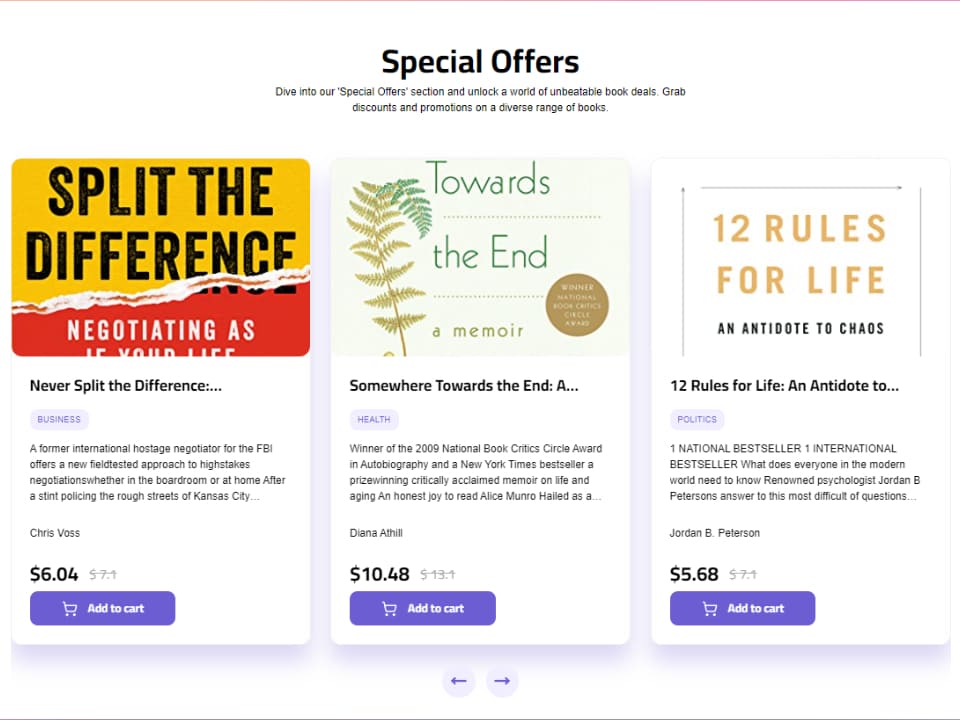 Special Offers
Dive into our 'Special Offers' section and unlock a world of unbeatable book deals. Grab
discounts and promotions on a diverse range of books.
SPLIT THE
DIFFERENCE
NEGOTIATING AS
IF YOUR LIFE
Never Split the Difference:...
BUSINESS
A former international hostage negotiator for the FBI
offers a new fieldtested approach to highstakes
negotiationswhether in the boardroom or at home After
a stint policing the rough streets of Kansas City...
Chris Voss
$6.04 $ 7.1
Add to cart
Towards
the End
WINNER
NATIONAL
BOOK CRITICS
CIRCLE
AWARD
a memoir
Somewhere Towards the End: A...
HEALTH
Winner of the 2009 National Book Critics Circle Award
in Autobiography and a New York Times bestseller a
prizewinning critically acclaimed memoir on life and
aging An honest joy to read Alice Munro Hailed as a...
Diana Athill
$10.48 $ 13.1
Add to cart
12 RULES
FOR LIFE
AN ANTIDOTE TO CHAOS
12 Rules for Life: An Antidote to...
POLITICS
1 NATIONAL BESTSELLER 1 INTERNATIONAL
BESTSELLER What does everyone in the modern
world need to know Renowned psychologist Jordan B
Petersons answer to this most difficult of questions...
Jordan B. Peterson
$5.68 $ 7.1
Add to cart